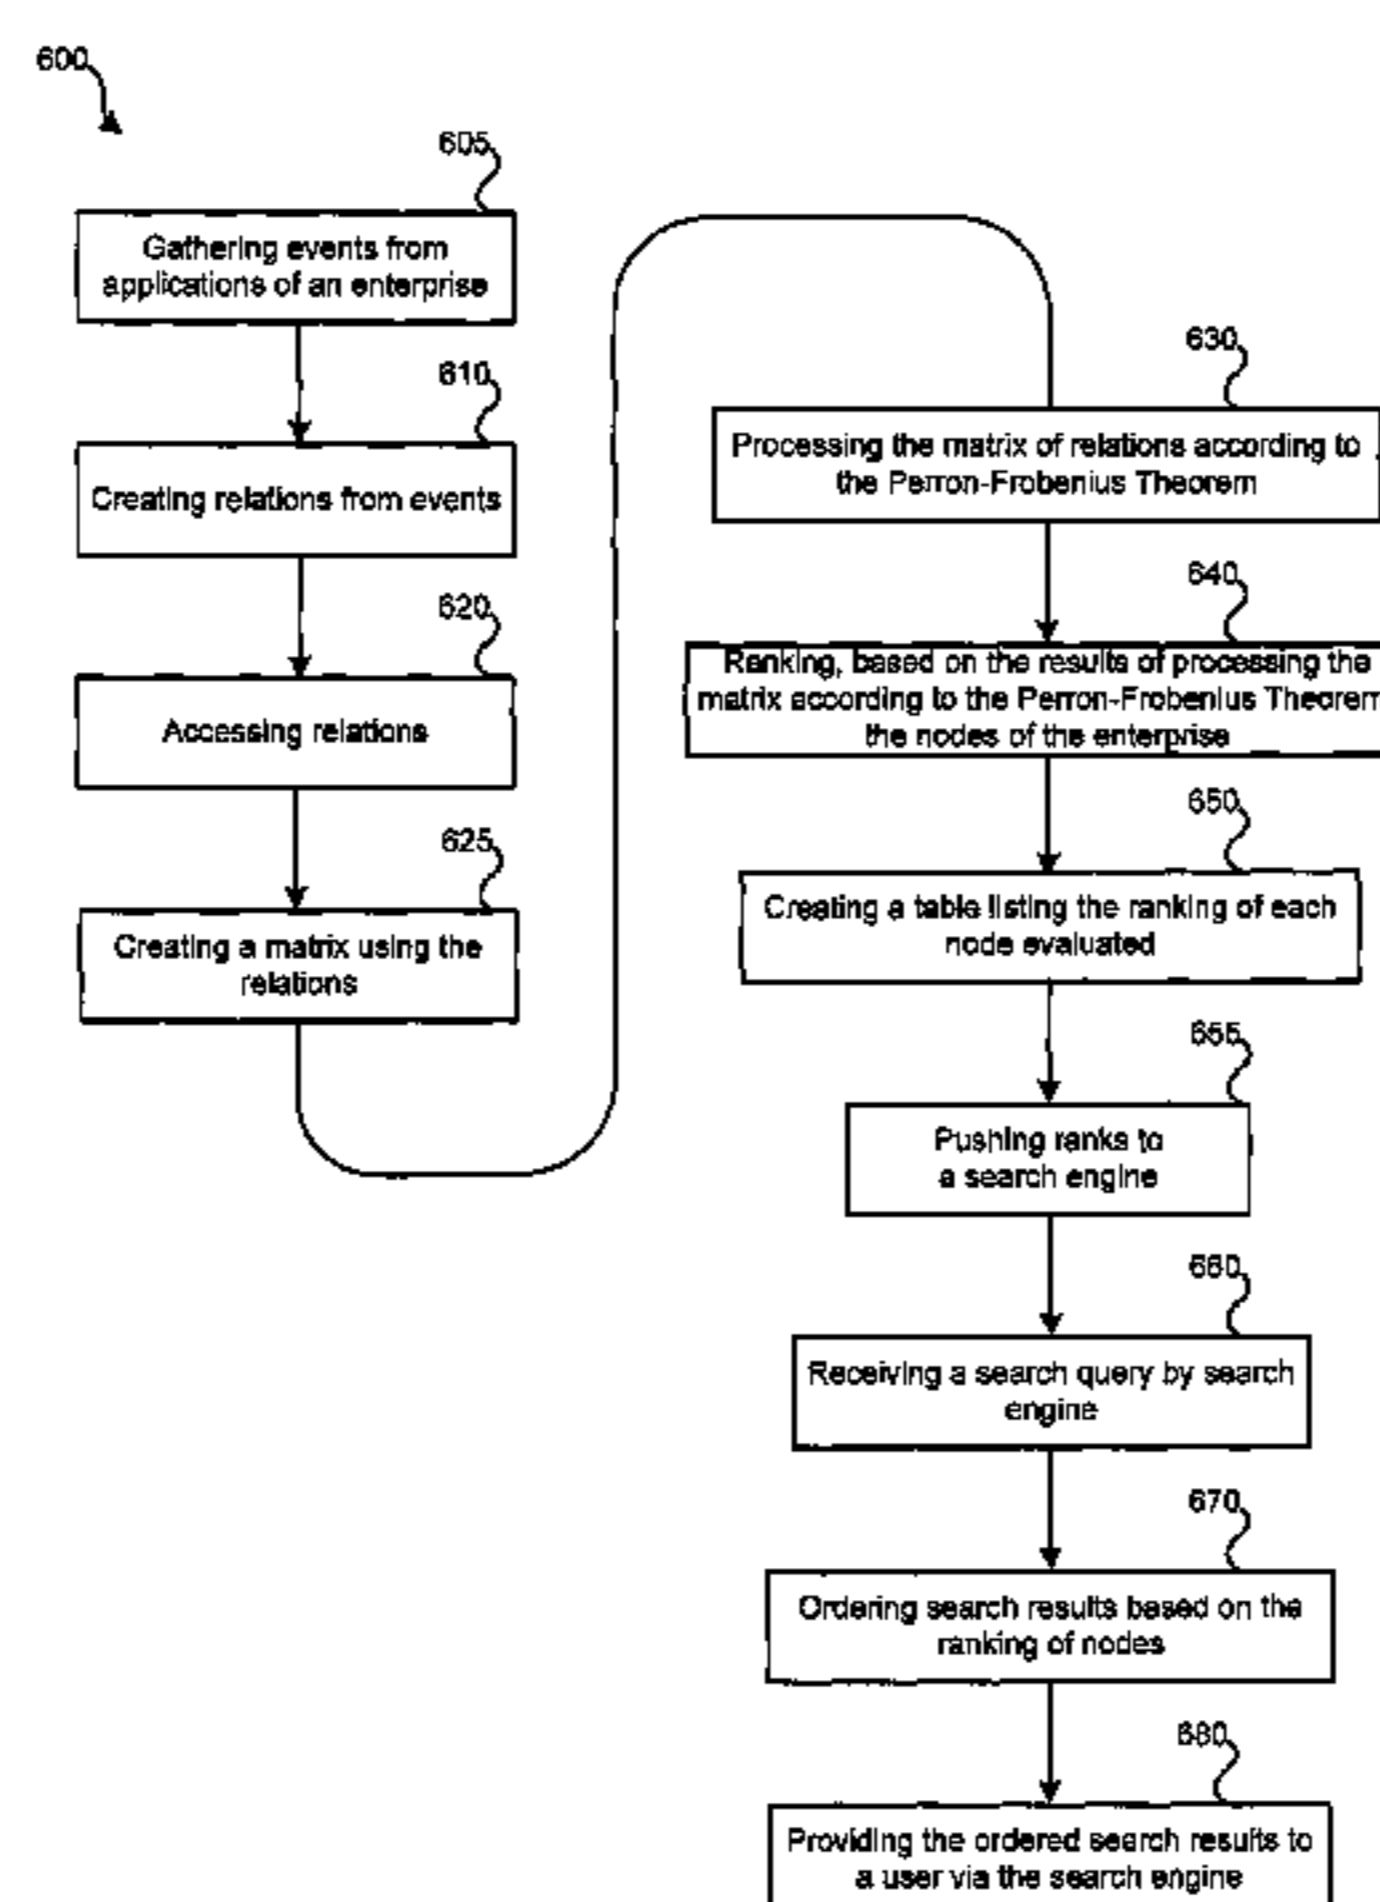 600
605
Gathering events from
applications of an enterprise
610
Creating relations from events
620
Accessing relations
625
Creating a matrix using the
relations
630
Processing the matrix of relations according to
the Perron-Frobenius Theorem
640
Ranking, based on the results of processing the
matrix according to the Perron-Frobenius Theorem
the nodes of the enterprise
650
Creating a table listing the ranking of each
node evaluated
655
Pushing ranks to
a search engine
660
Receiving a search query by search
engine
670
Ordering search results based on the
ranking of nodes
680
Providing the ordered search results to
a user via the search engine